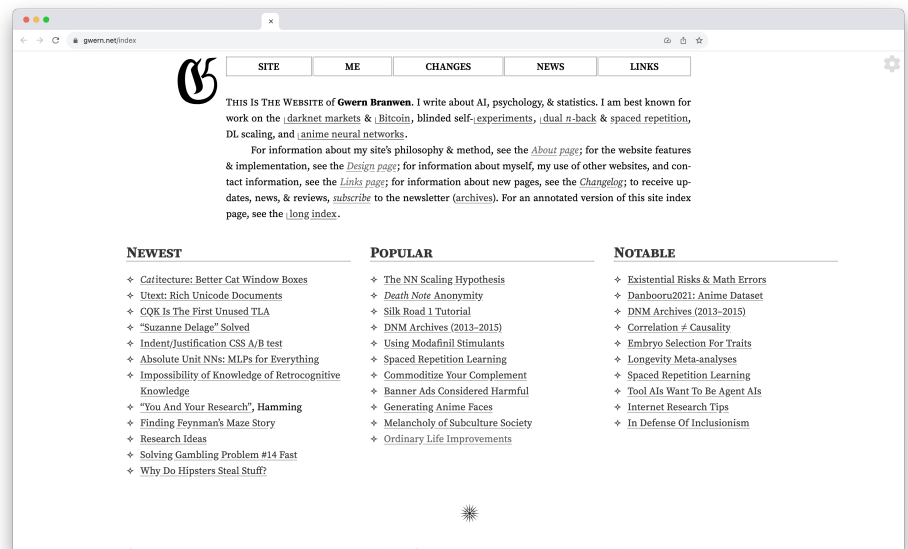 gwern.net/index
G
SITE
ME
CHANGES
NEWS
LINKS
THIS IS THE WEBSITE of Gwern Branwen. I write about AI, psychology, & statistics. I am best known for
work on the darknet markets & Bitcoin, blinded self-experiments, dual n-back & spaced repetition,
DL scaling, and anime neural networks.
For information about my site's philosophy & method, see the About page; for the website features
& implementation, see the Design page; for information about myself, my use of other websites, and con-
tact information, see the Links page; for information about new pages, see the Changelog; to receive up-
dates, news, & reviews, subscribe to the newsletter (archives). For an annotated version of this site index
page, see the long index.
NEWEST
Catitecture: Better Cat Window Boxes
Utext: Rich Unicode Documents
CQK Is The First Unused TLA
“Suzanne Delage” Solved
Indent/Justification CSS A/B test
Absolute Unit NNs: MLPs for Everything
Impossibility of Knowledge of Retrocognitive
Knowledge
“You And Your Research”, Hamming
Finding Feynman's Maze Story
Research Ideas
Solving Gambling Problem #14 Fast
Why Do Hipsters Steal Stuff?
POPULAR
The NN Scaling Hypothesis
Death Note Anonymity
Silk Road 1 Tutorial
DNM Archives (2013–2015)
Using Modafinil Stimulants
Spaced Repetition Learning
Commoditize Your Complement
Banner Ads Considered Harmful
Generating Anime Faces
Melancholy of Subculture Society
Ordinary Life Improvements
NOTABLE
Existential Risks & Math Errors
Danbooru2021: Anime Dataset
DNM Archives (2013–2015)
Correlation ≠ Causality
Embryo Selection For Traits
Longevity Meta-analyses
Spaced Repetition Learning
Tool AIs Want To Be Agent AIs
Internet Research Tips
In Defense Of Inclusionism